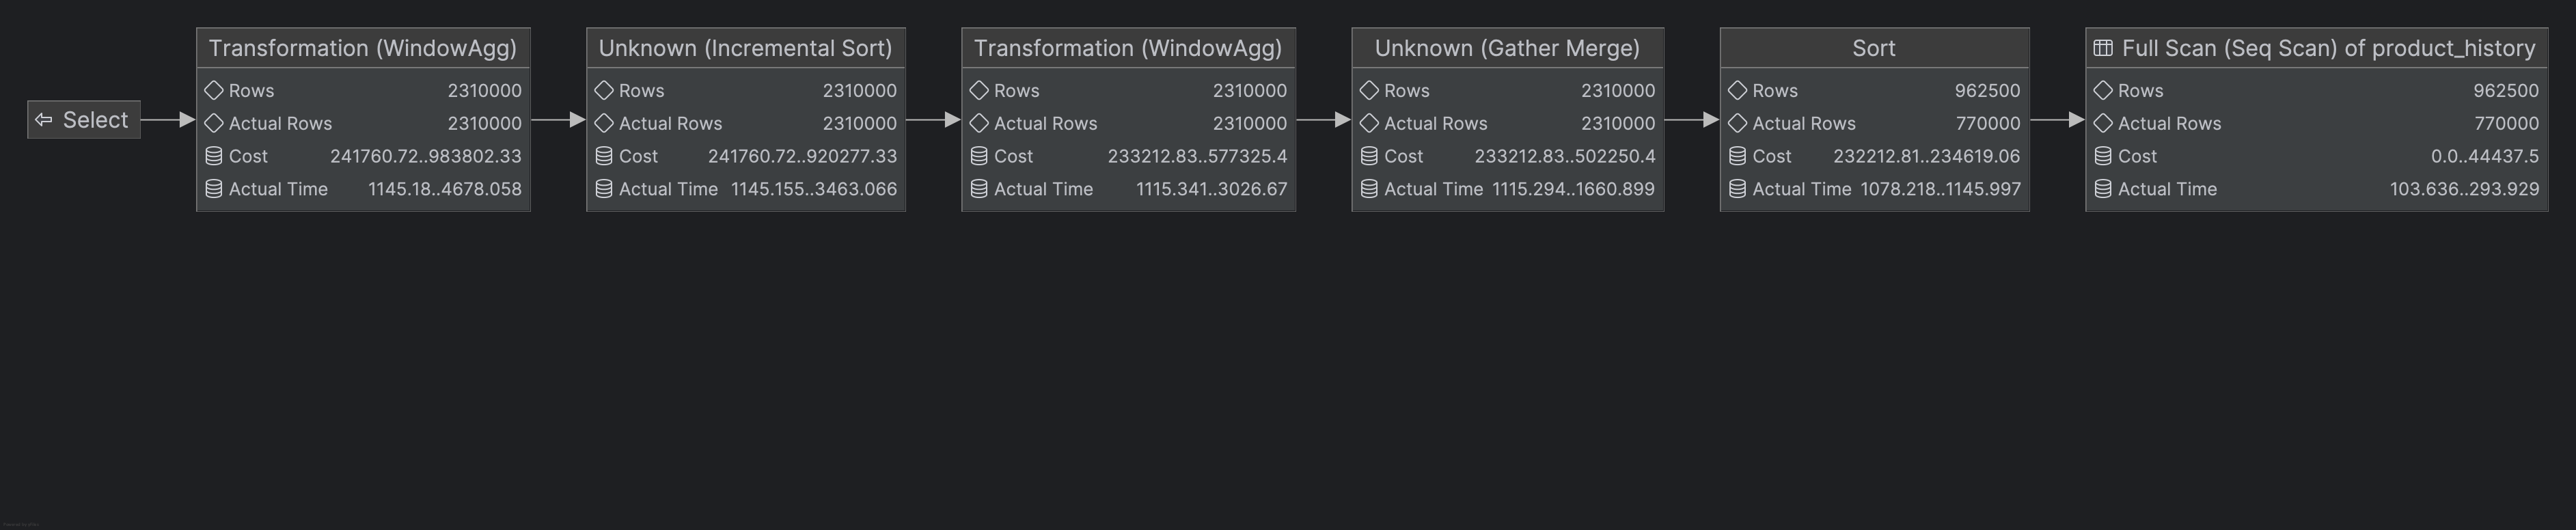 Select
Transformation (WindowAgg)
Rows 2310000
Actual Rows 2310000
Cost 241760.72..983802.33
Actual Time 1145.18..4678.058
Unknown (Incremental Sort)
Rows 2310000
Actual Rows 2310000
Cost 241760.72..920277.33
Actual Time 1145.155..3463.066
Transformation (WindowAgg)
Rows 2310000
Actual Rows 2310000
Cost 233212.83..577325.4
Actual Time 1115.341..3026.67
Unknown (Gather Merge)
Rows 2310000
Actual Rows 2310000
Cost 233212.83..502250.4
Actual Time 1115.294..1660.899
Sort
Rows 962500
Actual Rows 770000
Cost 232212.81..234619.06
Actual Time 1078.218..1145.997
Full Scan (Seq Scan) of product_history
Rows 962500
Actual Rows 770000
Cost 0.0..44437.5
Actual Time 103.636..293.929